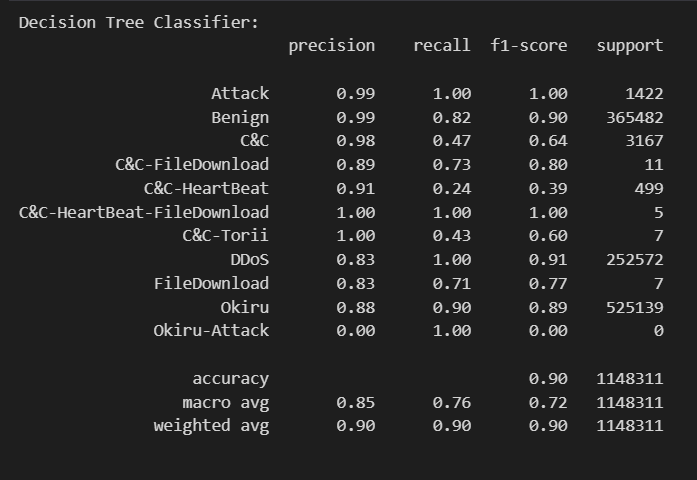 Decision Tree Classifier:
precision recall f1-score support
Attack 0.99 1.00 1.00 1422
Benign 0.99 0.82 0.90 365482
C&C 0.98 0.47 0.64 3167
C&C-FileDownload 0.89 0.73 0.80 11
C&C-HeartBeat 0.91 0.24 0.39 499
C&C-HeartBeat-FileDownload 1.00 1.00 1.00 5
C&C-Torii 1.00 0.43 0.60 7
DDoS 0.83 1.00 0.91 252572
FileDownload 0.83 0.71 0.77 7
Okiru 0.88 0.90 0.89 525139
Okiru-Attack 0.00 1.00 0.00 0
accuracy 0.90 1148311
macro avg 0.85 0.76 0.72 1148311
weighted avg 0.90 0.90 0.90 1148311